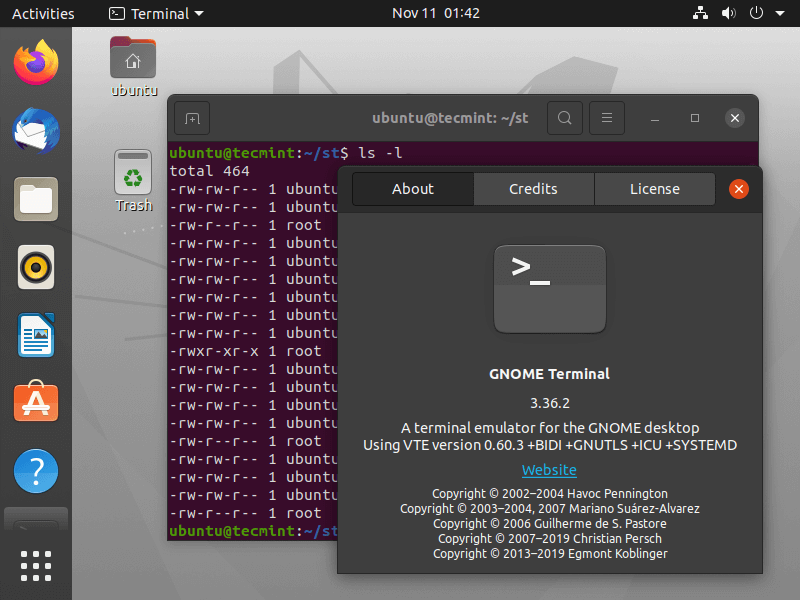 Activities
Terminal
Nov 11 01:42
ubuntu
Trash
ubuntu@tecmint: ~/st
ubuntu@tecmint:~/st$ ls -l
total 464
-rw-rw-r-- 1 ubuntu
-rw-rw-r-- 1 ubuntu
-rw-r--r-- 1 root
-rw-rw-r-- 1 ubuntu
-rw-rw-r-- 1 ubuntu
-rw-rw-r-- 1 ubuntu
-rw-rw-r-- 1 ubuntu
-rw-rw-r-- 1 ubuntu
-rw-rw-r-- 1 ubuntu
-rwxr-xr-x 1 root
-rw-rw-r-- 1 ubuntu
-rw-rw-r-- 1 ubuntu
-rw-rw-r-- 1 ubuntu
-rw-rw-r-- 1 ubuntu
-rw-r--r-- 1 root
-rw-rw-r-- 1 ubuntu
-rw-rw-r-- 1 ubuntu
-rw-rw-r-- 1 ubuntu
-rw-r--r-- 1 root
ubuntu@tecmint:~/st
About
Credits
License
>_
GNOME Terminal
3.36.2
A terminal emulator for the GNOME desktop
Using VTE version 0.60.3 +BIDI +GNUTLS +ICU +SYSTEMD
Website
Copyright © 2002–2004 Havoc Pennington
Copyright © 2003–2004, 2007 Mariano Suárez-Alvarez
Copyright © 2006 Guilherme de S. Pastore
Copyright © 2007–2019 Christian Persch
Copyright © 2013–2019 Egmont Koblinger